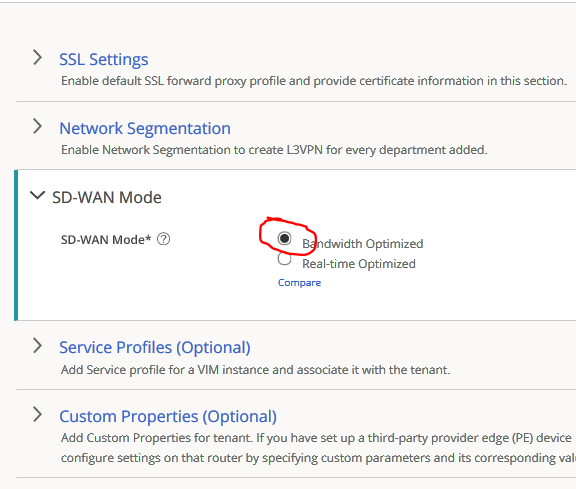 SSL Settings
Enable default SSL forward proxy profile and provide certificate information in this section.
Network Segmentation
Enable Network Segmentation to create L3VPN for every department added.
SD-WAN Mode
SD-WAN Mode* ?
Bandwidth Optimized
Real-time Optimized
Compare
Service Profiles (Optional)
Add Service profile for a VIM instance and associate it with the tenant.
Custom Properties (Optional)
Add Custom Properties for tenant. If you have set up a third-party provider edge (PE) device
configure settings on that router by specifying custom parameters and its corresponding val